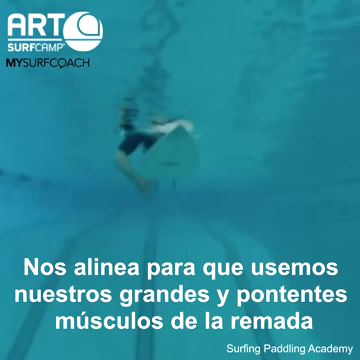 ART
SURFCAMP
MYSURFCOACH
Nos alinea para que usemos
nuestros grandes y pontentes
músculos de la remada
Surfing Paddling Academy